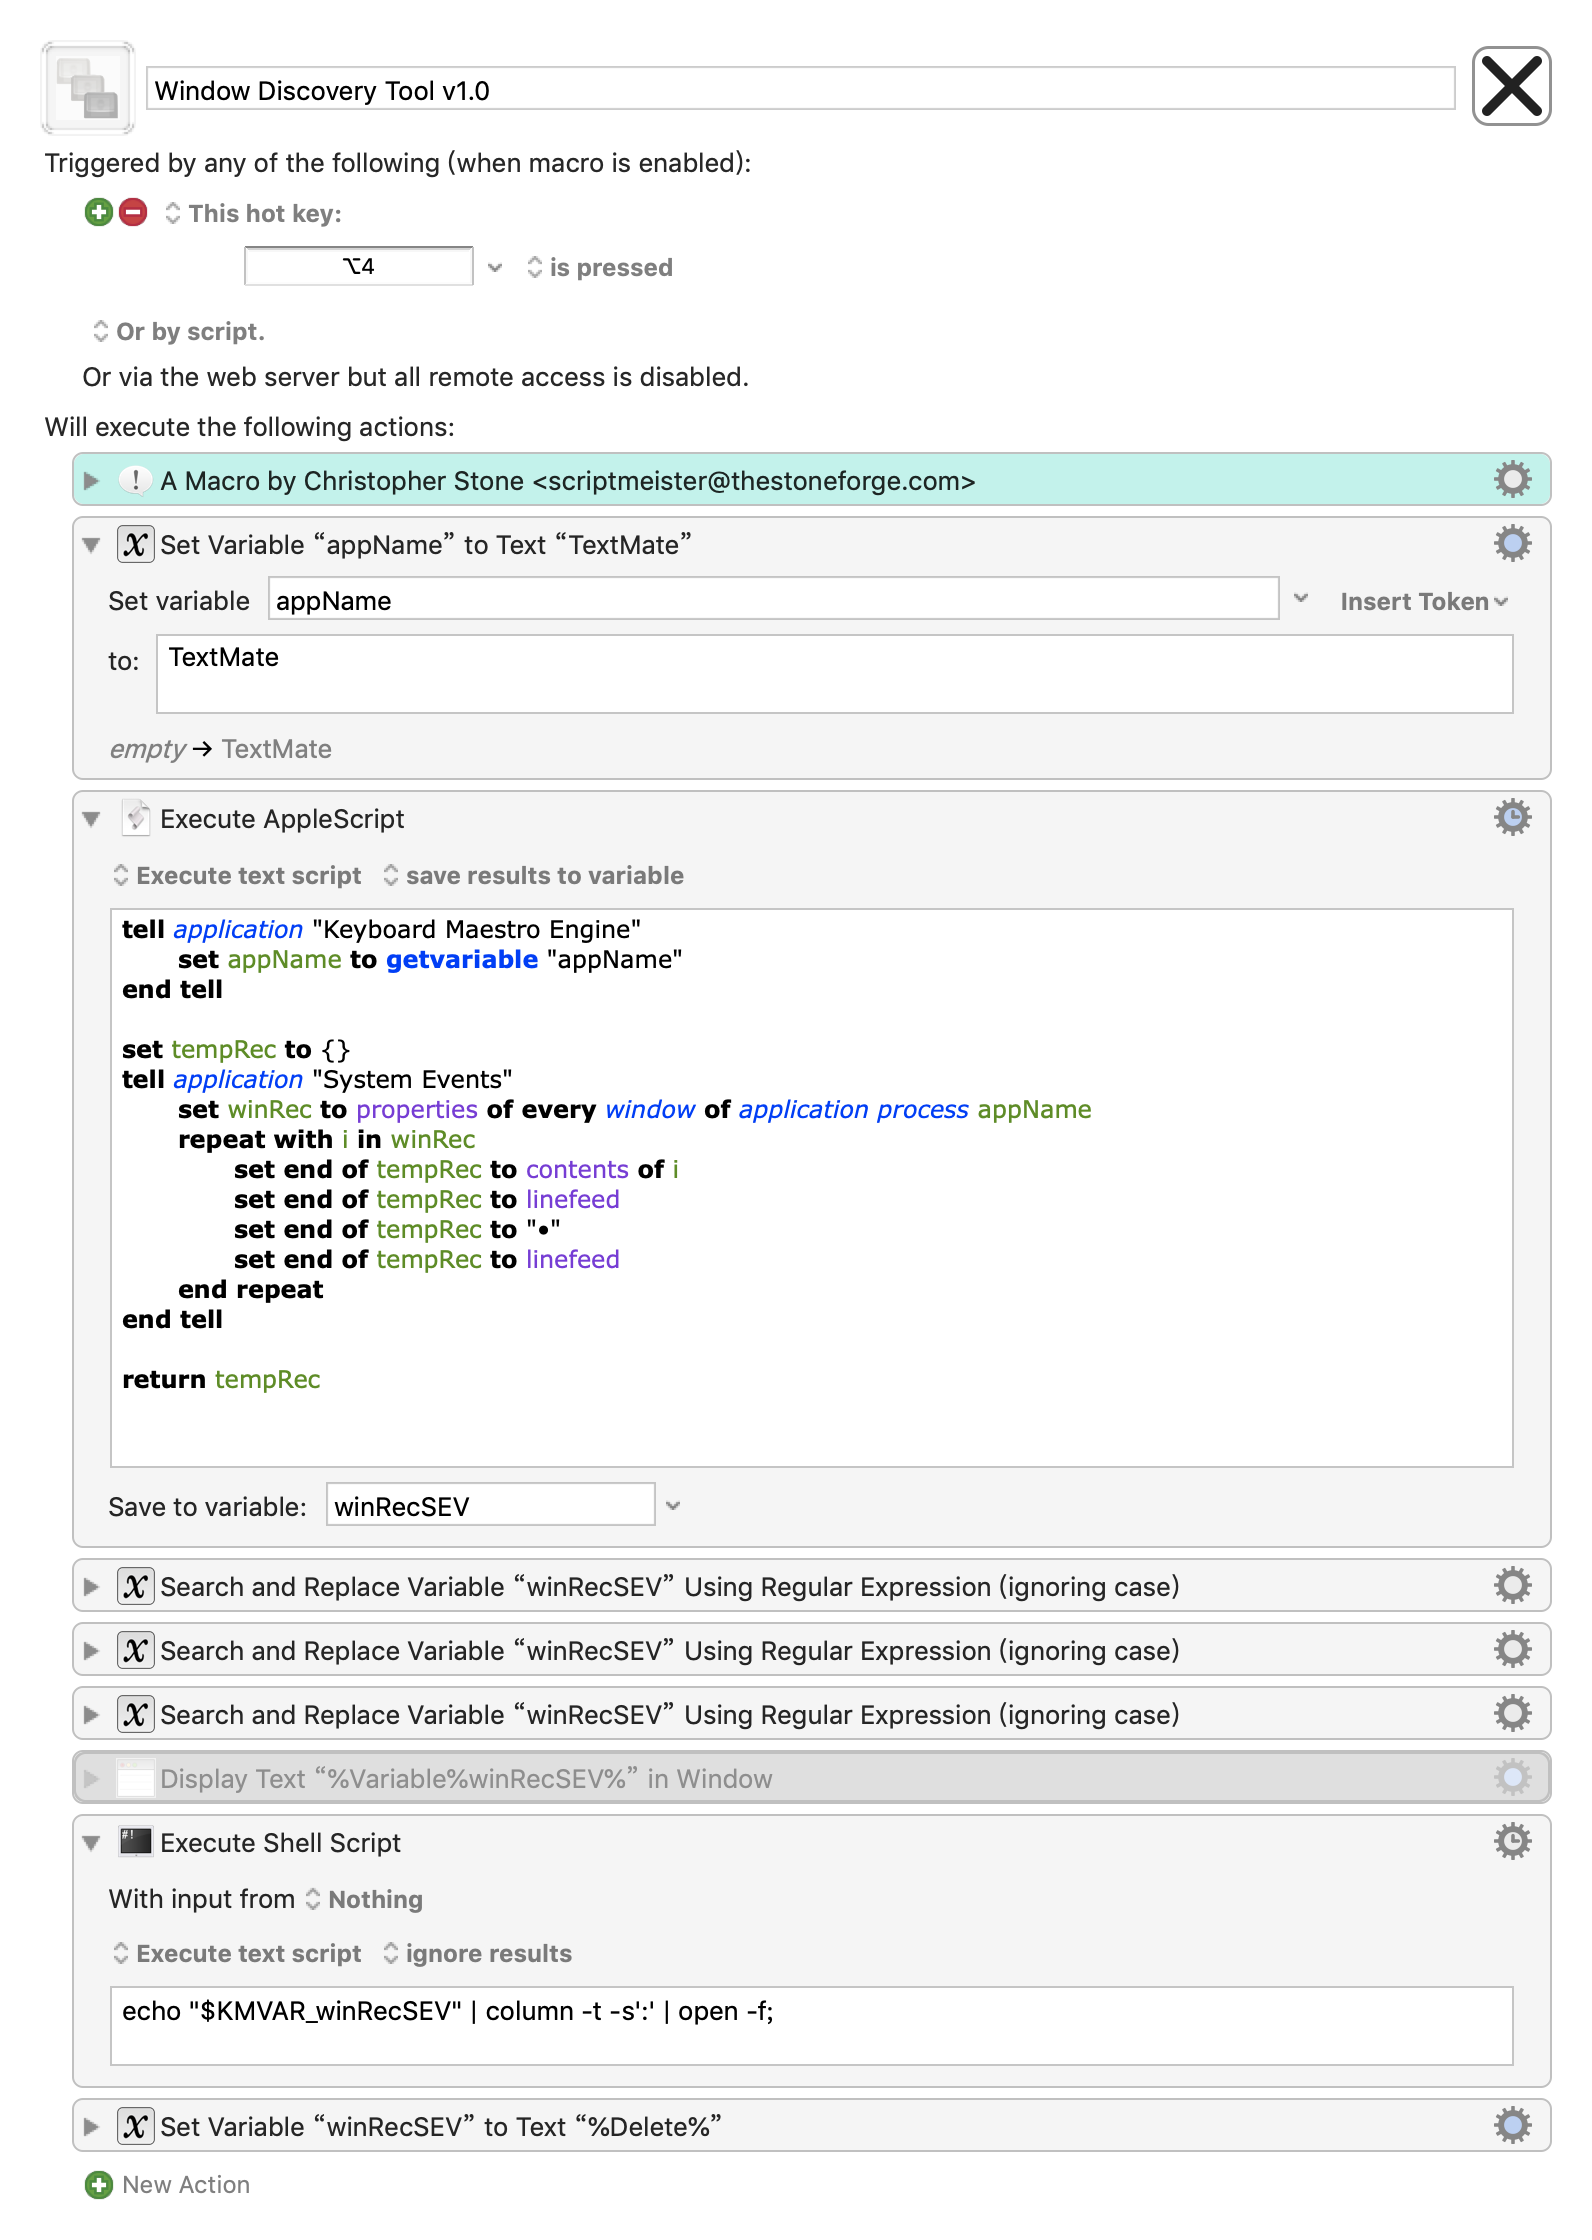 Window Discovery Tool v1.0
Triggered by any of the following (when macro is enabled):
This hot key:
⌥4 is pressed
Or by script.
Or via the web server but all remote access is disabled.
Will execute the following actions:
A Macro by Christopher Stone <scriptmeister@thestoneforge.com>
Set Variable “appName” to Text “TextMate”
Set variable appName Insert Token
to: TextMate
empty → TextMate
Execute AppleScript
Execute text script save results to variable
tell application "Keyboard Maestro Engine"
set appName to getvariable "appName"
end tell
set tempRec to {}
tell application "System Events"
set winRec to properties of every window of application process appName
repeat with i in winRec
set end of tempRec to contents of i
set end of tempRec to linefeed
set end of tempRec to "•"
set end of tempRec to linefeed
end repeat
end tell
return tempRec
Save to variable: winRecSEV
Search and Replace Variable “winRecSEV” Using Regular Expression (ignoring case)
Search and Replace Variable “winRecSEV” Using Regular Expression (ignoring case)
Search and Replace Variable “winRecSEV” Using Regular Expression (ignoring case)
Display Text “%Variable%winRecSEV%” in Window
#!
Execute Shell Script
With input from Nothing
Execute text script ignore results
echo "$KMVAR_winRecSEV" | column -t -s':' | open -f;
Set Variable “winRecSEV” to Text “%Delete%”
New Action